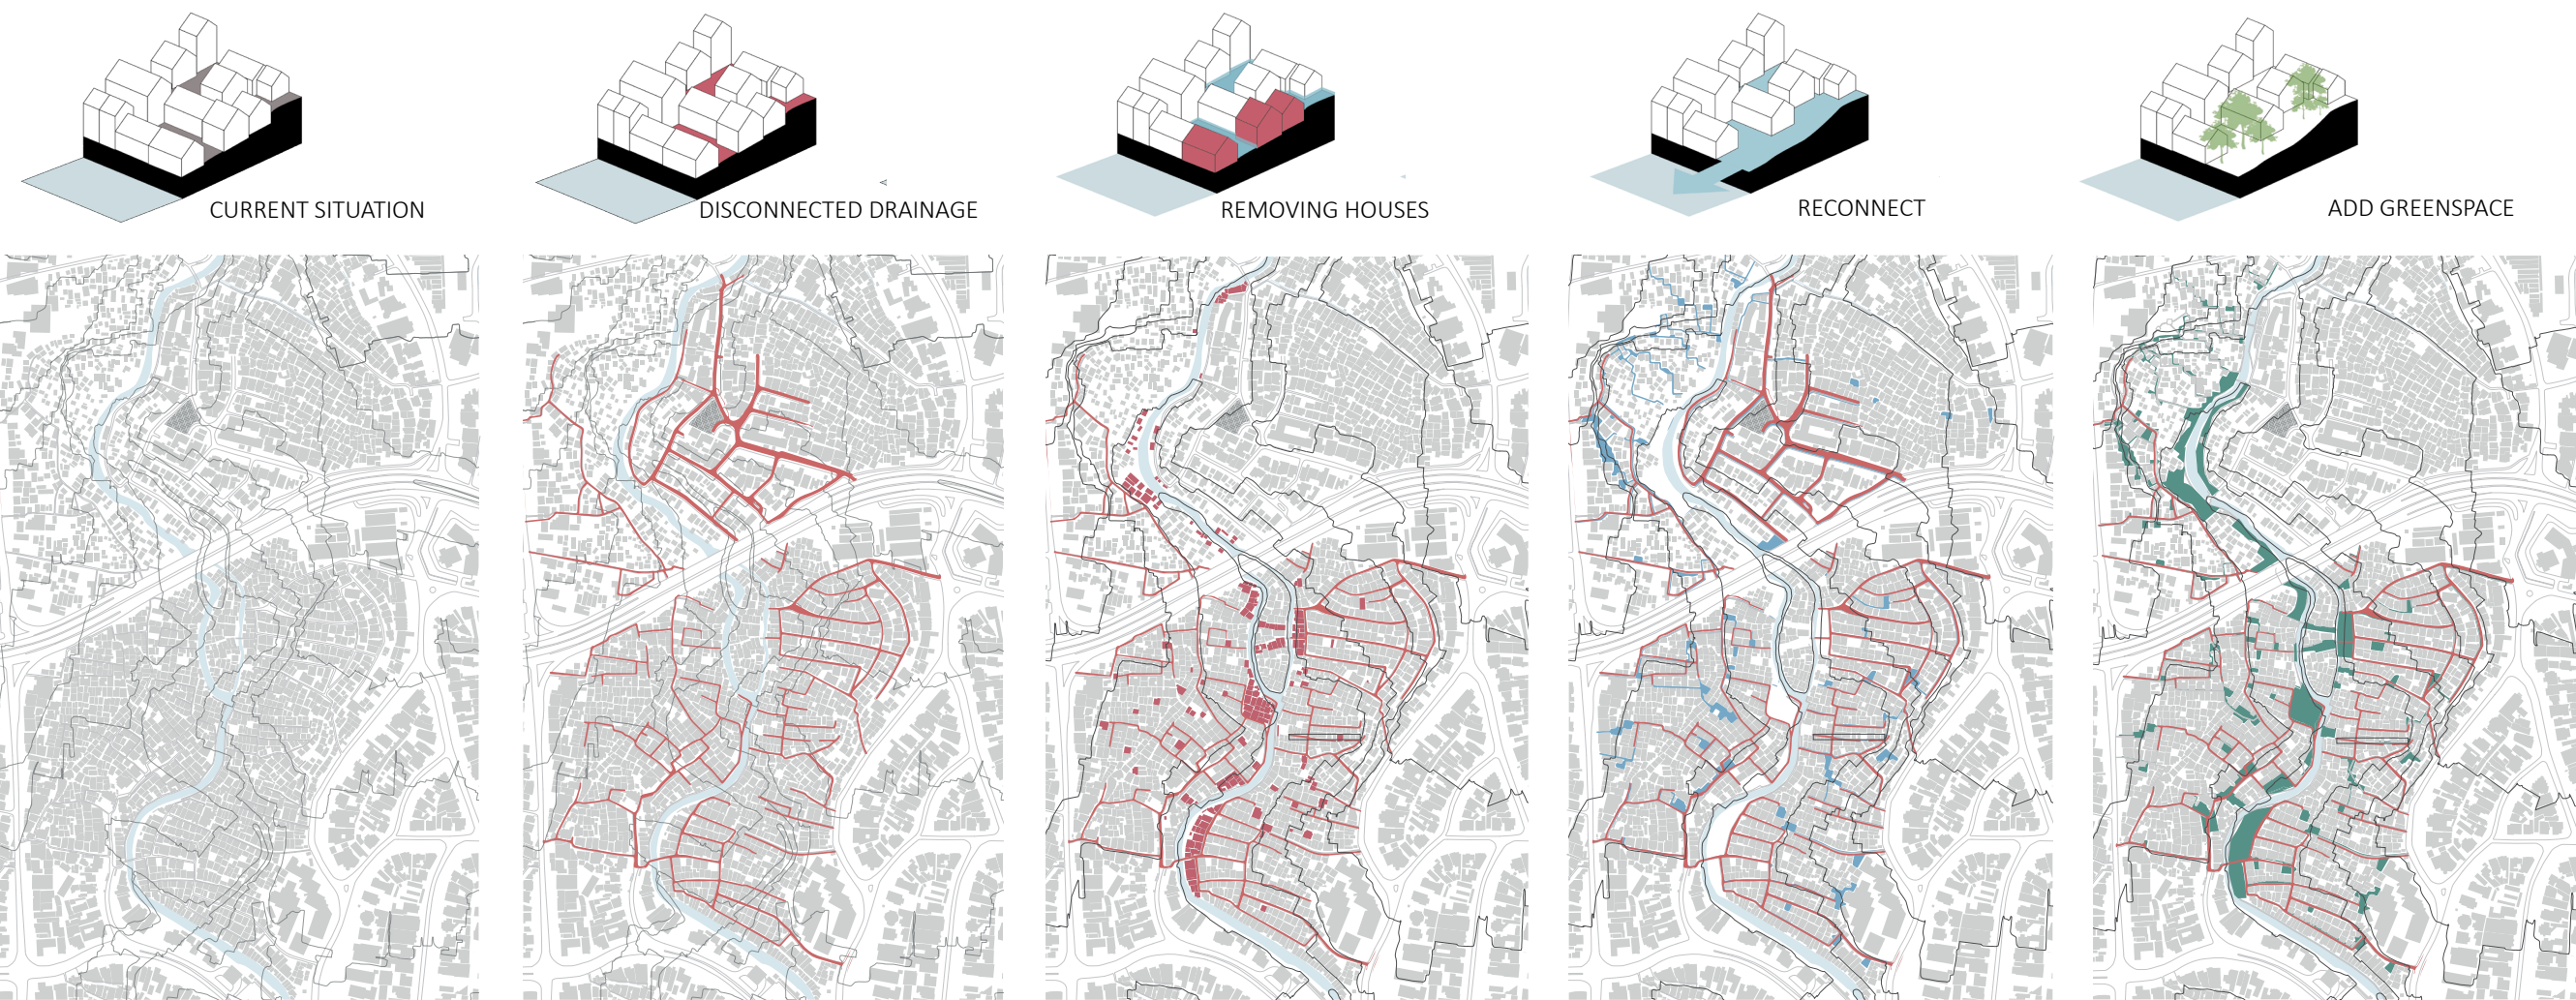 CURRENT SITUATION
DISCONNECTED DRAINAGE
REMOVING HOUSES
RECONNECT
ADD GREENSPACE